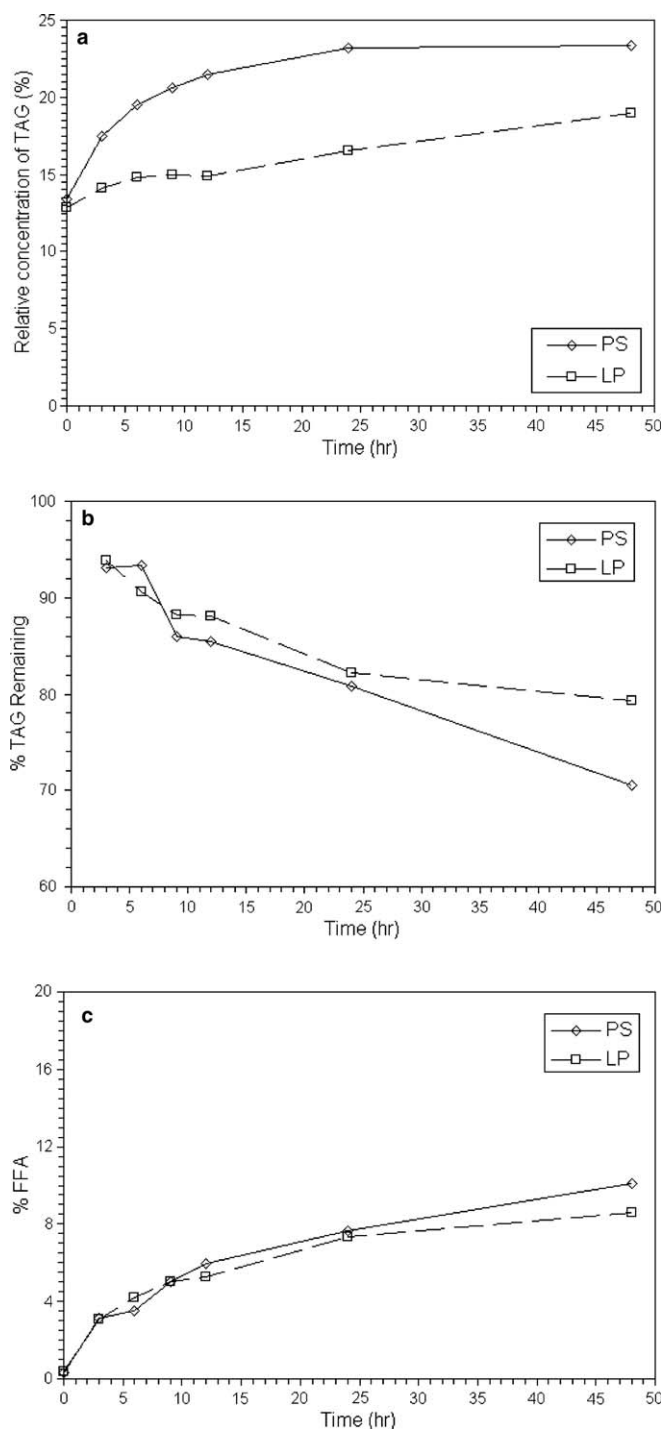 a
Relative concentration of TAG (%)
25
20
15
10
5
0
0 5 10 15 20 25 30 35 40 45 50
Time (hr)
PS
LP
b
% TAG Remaining
100
90
80
70
60
0 5 10 15 20 25 30 35 40 45 50
Time (hr)
PS
LP
c
% FFA
20
16
12
8
4
0
0 5 10 15 20 25 30 35 40 45 50
Time (hr)
PS
LP